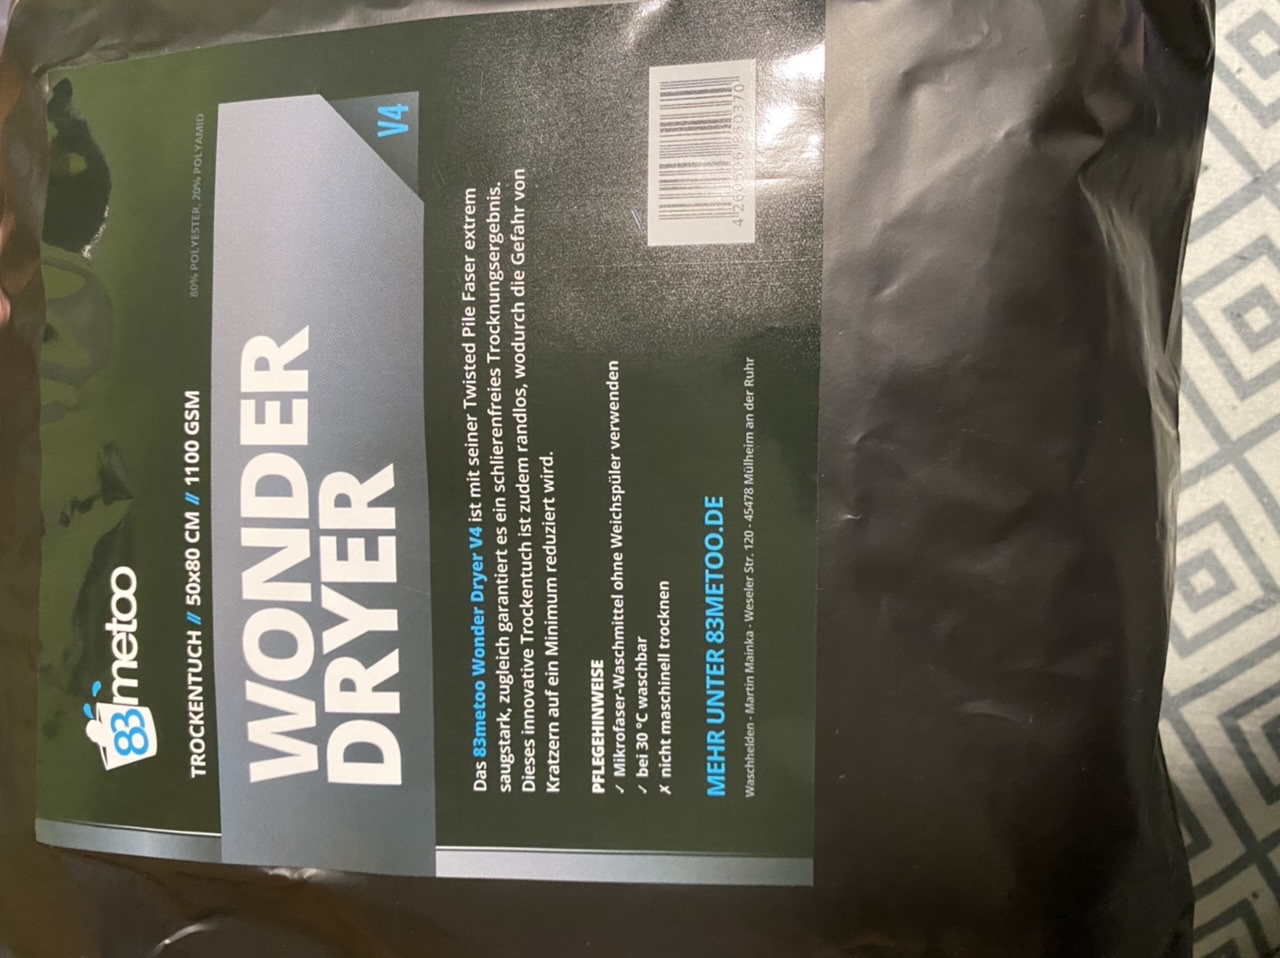 83metoo
TROCKENTUCH // 50x80 CM // 1100 GSM
80% POLYESTER, 20% POLYAMID
WONDER
DRYER
V4
Das 83metoo Wonder Dryer V4 ist mit seiner Twisted Pile Faser extrem
saugstark, zugleich garantiert es ein schlierenfreies Trocknungsergebnis.
Dieses innovative Trockentuch ist zudem randlos, wodurch die Gefahr von
Kratzern auf ein Minimum reduziert wird.
PFLEGEHINWEISE
✓ Mikrofaser-Waschmittel ohne Weichspüler verwenden
✓ bei 30 °C waschbar
✗ nicht maschinell trocknen
MEHR UNTER 83METOO.DE
Waschhelden - Martin Mainka - Weseler Str. 120 - 45478 Mülheim an der Ruhr